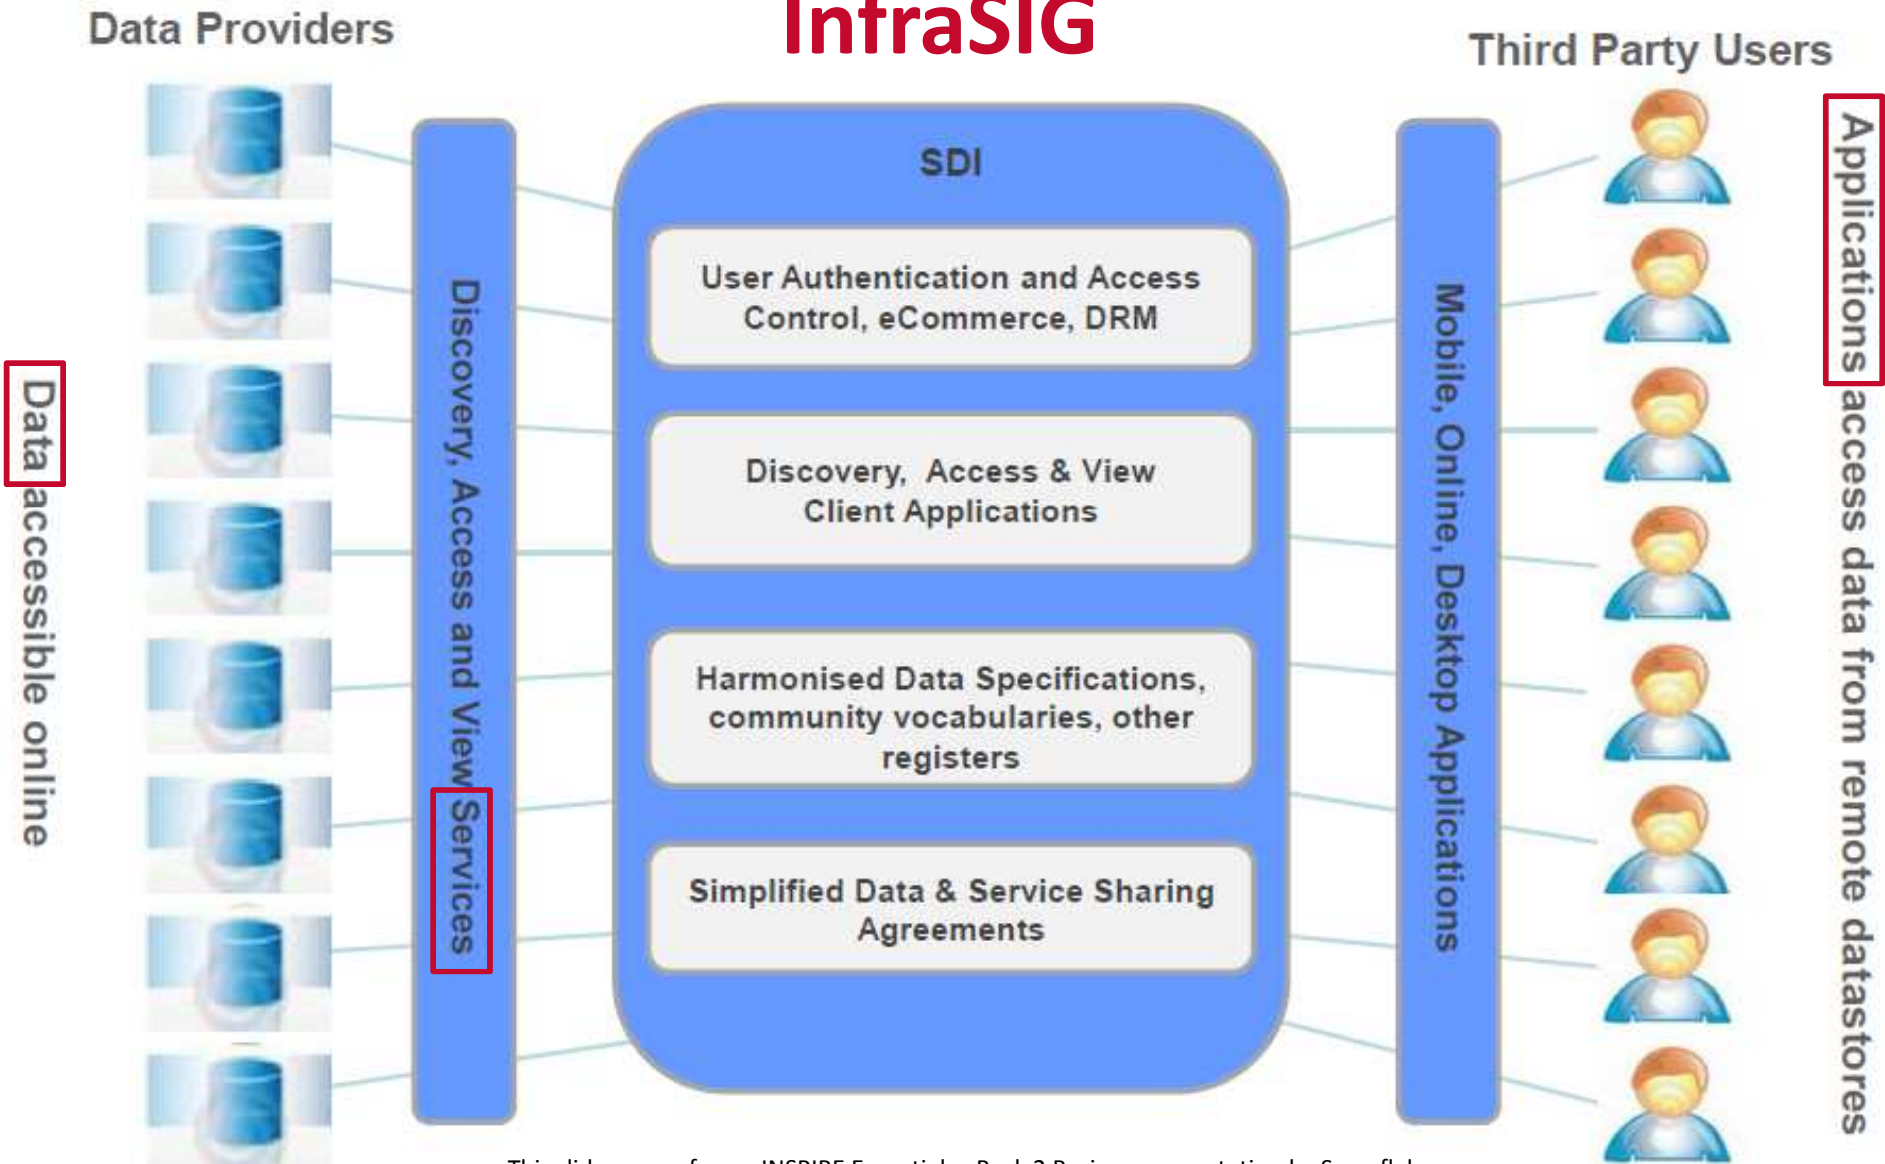 InfraSIG
Data Providers
Third Party Users
Data accessible online
Discovery, Access and View Services
SDI
User Authentication and Access
Control, eCommerce, DRM
Discovery, Access & View
Client Applications
Harmonised Data Specifications,
community vocabularies, other
registers
Simplified Data & Service Sharing
Agreements
Mobile, Online, Desktop Applications
Applications access data from remote datastores